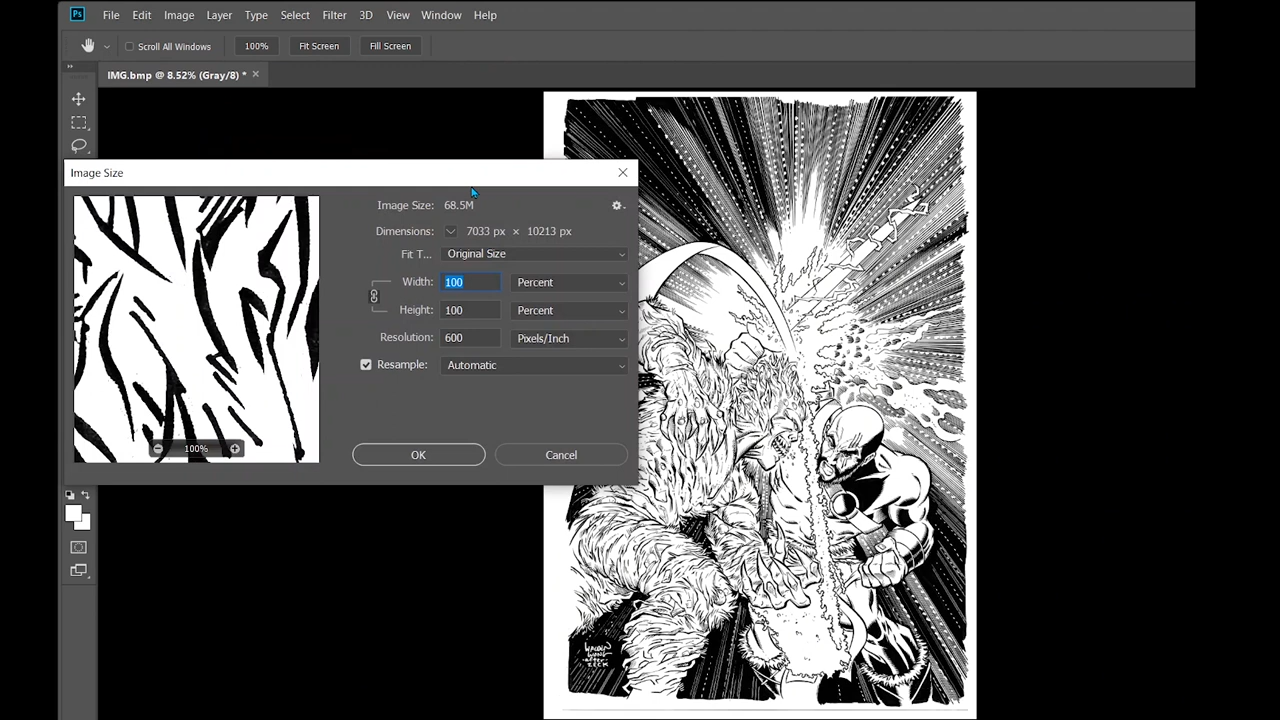 Ps File Edit Image Layer Type Select Filter 3D View Window Help
Scroll All Windows 100% Fit Screen Fill Screen
IMG.bmp @ 8.52% (Gray/8) * ×
Image Size
Image Size: 68.5M
Dimensions: 7033 px × 10213 px
Fit T... Original Size
Width: 100 Percent
Height: 100 Percent
Resolution: 600 Pixels/Inch
Resample: Automatic
100%
OK Cancel
after
ZECK